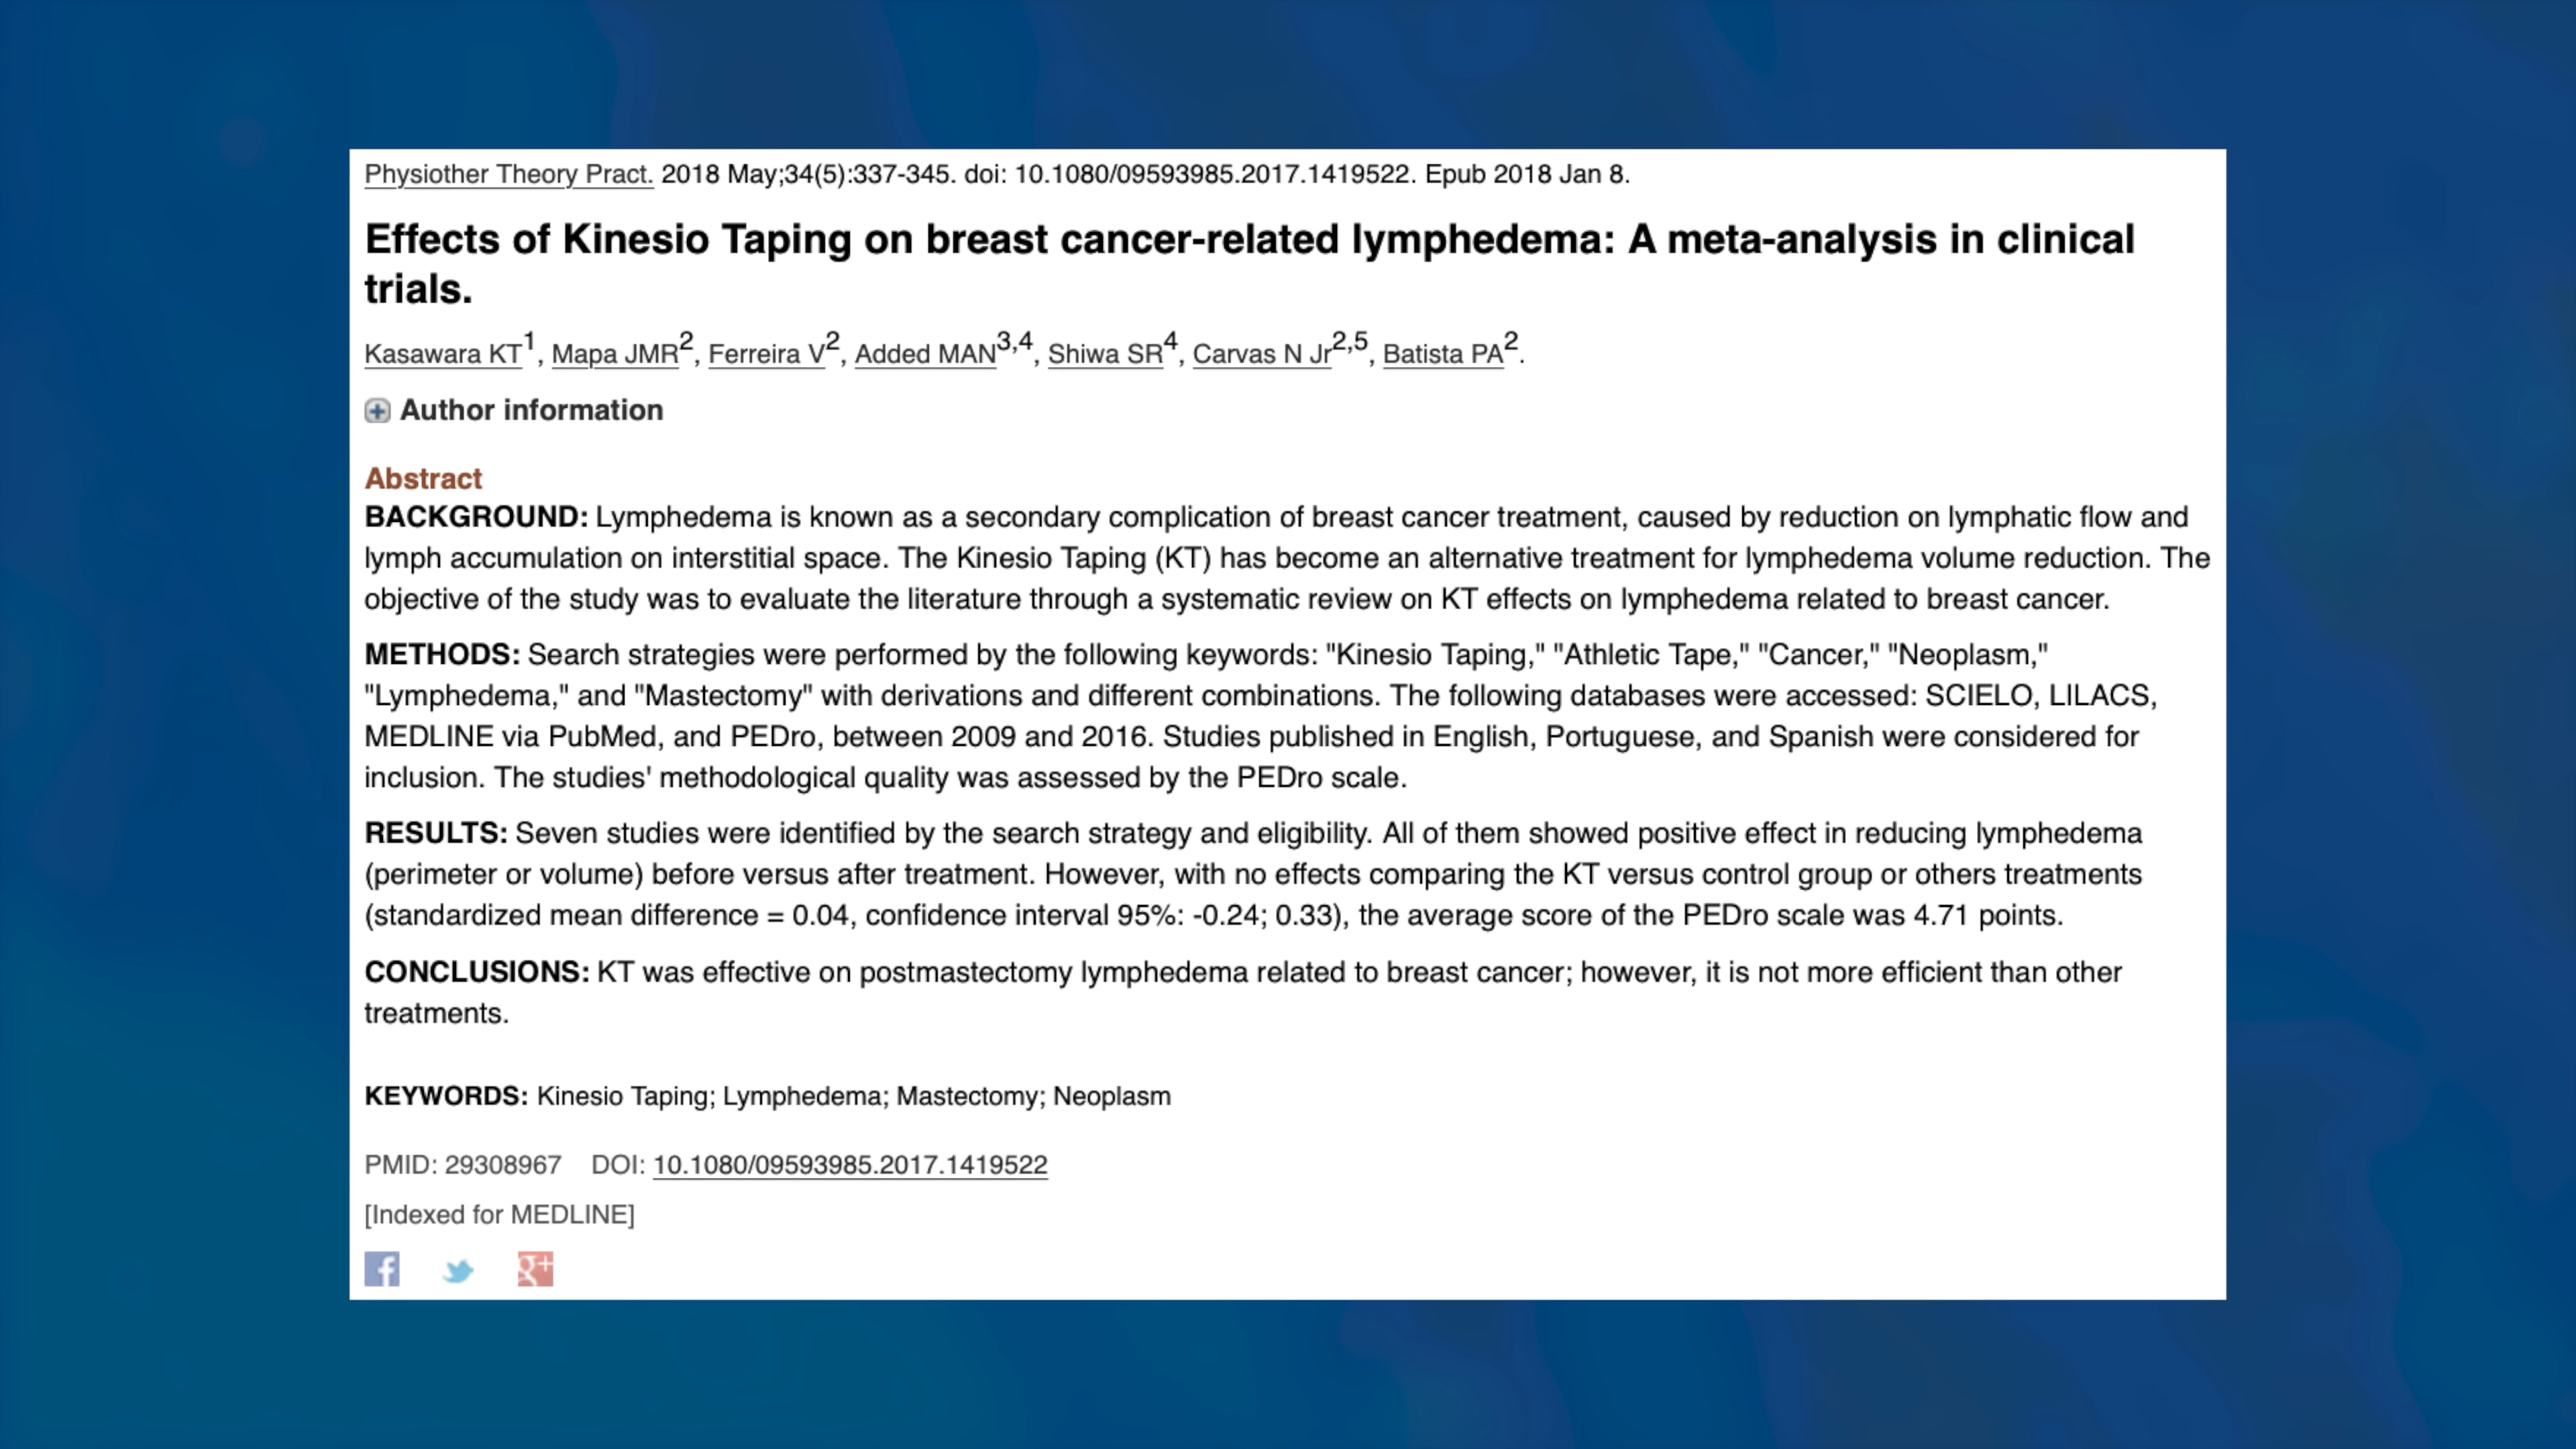 Physiother Theory Pract. 2018 May;34(5):337-345. doi: 10.1080/09593985.2017.1419522. Epub 2018 Jan 8.
Effects of Kinesio Taping on breast cancer-related lymphedema: A meta-analysis in clinical
trials.
Kasawara KT1, Mapa JMR2, Ferreira V2, Added MAN3,4, Shiwa SR4, Carvas N Jr2,5, Batista PA2.
Author information
Abstract
BACKGROUND: Lymphedema is known as a secondary complication of breast cancer treatment, caused by reduction on lymphatic flow and
lymph accumulation on interstitial space. The Kinesio Taping (KT) has become an alternative treatment for lymphedema volume reduction. The
objective of the study was to evaluate the literature through a systematic review on KT effects on lymphedema related to breast cancer.
METHODS: Search strategies were performed by the following keywords: "Kinesio Taping," "Athletic Tape," "Cancer," "Neoplasm,"
"Lymphedema," and "Mastectomy" with derivations and different combinations. The following databases were accessed: SCIELO, LILACS,
MEDLINE via PubMed, and PEDro, between 2009 and 2016. Studies published in English, Portuguese, and Spanish were considered for
inclusion. The studies' methodological quality was assessed by the PEDro scale.
RESULTS: Seven studies were identified by the search strategy and eligibility. All of them showed positive effect in reducing lymphedema
(perimeter or volume) before versus after treatment. However, with no effects comparing the KT versus control group or others treatments
(standardized mean difference = 0.04, confidence interval 95%: -0.24; 0.33), the average score of the PEDro scale was 4.71 points.
CONCLUSIONS: KT was effective on postmastectomy lymphedema related to breast cancer; however, it is not more efficient than other
treatments.
KEYWORDS: Kinesio Taping; Lymphedema; Mastectomy; Neoplasm
PMID: 29308967 DOI: 10.1080/09593985.2017.1419522
[Indexed for MEDLINE]
f g+